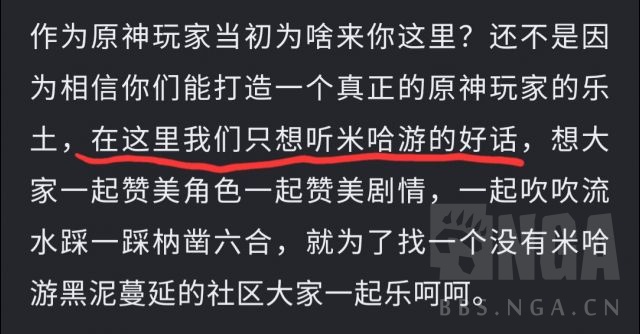 作为原神玩家当初为啥来你这里？还不是因
为相信你们能打造一个真正的原神玩家的乐
土，在这里我们只想听米哈游的好话，想大
家一起赞美角色一起赞美剧情，一起吹吹流
水踩一踩枘凿六合，就为了找一个没有米哈
游黑泥蔓延的社区大家一起乐呵呵。
NGA
BBS.NGA.CN